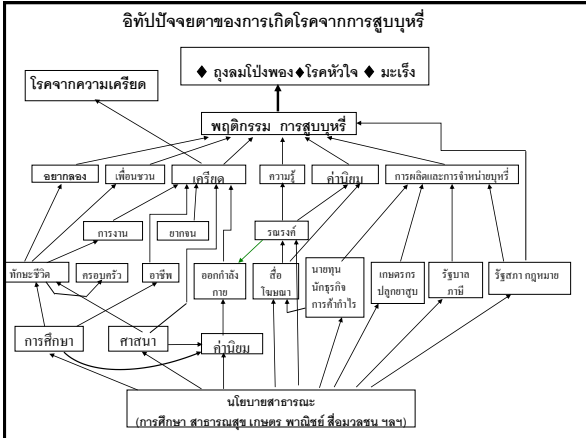 อิทัปปัจจยตาของการเกิดโรคจากการสูบบุหรี่
♦ ถุงลมโป่งพอง♦โรคหัวใจ ♦ มะเร็ง
โรคจากความเครียด
พฤติกรรม การสูบบุหรี่
อยากลอง
เพื่อนชวน
เครียด
ความรู้
ค่านิยม
การผลิตและการจำหน่ายบุหรี่
การงาน
ยากจน
รณรงค์
ทักษะชีวิต
ครอบครัว
อาชีพ
ออกกำลัง
กาย
สื่อ
โฆษณา
นายทุน
นักธุรกิจ
การค้ากำไร
เกษตรกร
ปลูกยาสูบ
รัฐบาล
ภาษี
รัฐสภา กฎหมาย
การศึกษา
ศาสนา
ค่านิยม
นโยบายสาธารณะ
(การศึกษา สาธารณสุข เกษตร พาณิชย์ สื่อมวลชน ฯลฯ)